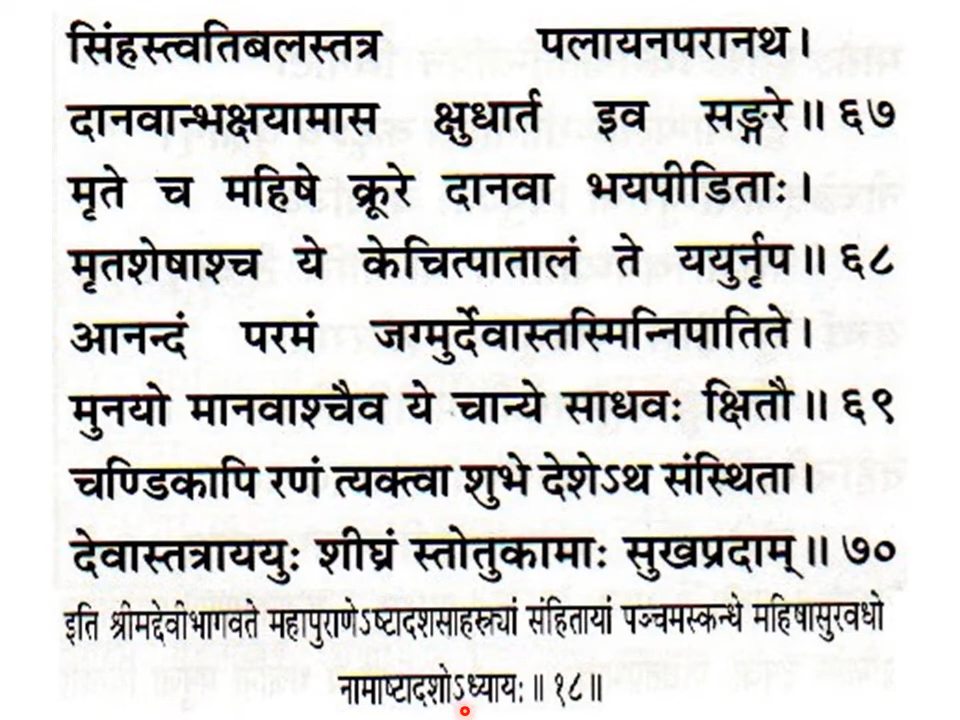 सिंहस्त्वतिबलस्तत्र पलायनपरानथ।
दानवान्भक्षयामास क्षुधार्त इव सङ्गरे॥ ६७
मृते च महिषे क्रूरे दानवा भयपीडिताः।
मृतशेषाश्च ये केचित्पातालं ते ययुर्नृप॥ ६८
आनन्दं परमं जग्मुर्देवास्तस्मिन्निपातिते।
मुनयो मानवाश्चैव ये चान्ये साधवः क्षितौ॥ ६९
चण्डिकापि रणं त्यक्त्वा शुभे देशेऽथ संस्थिता।
देवास्तत्राययुः शीघ्रं स्तोतुकामाः सुखप्रदाम्॥ ७०
इति श्रीमद्देवीभागवते महापुराणेऽष्टादशसाहस्र्यां संहितायां पञ्चमस्कन्धे महिषासुरवधो
नामाष्टादशोऽध्यायः॥ १८॥